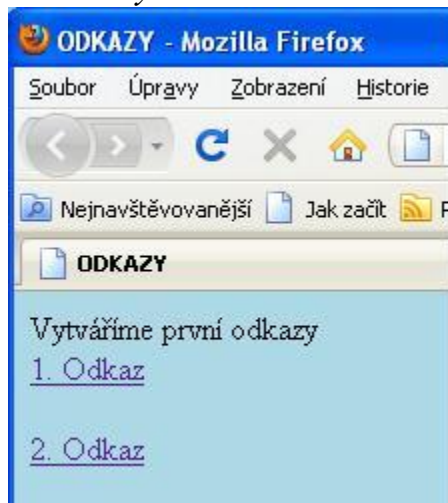 ODKAZY - Mozilla Firefox
Soubor Úpravy Zobrazení Historie
Nejnavštěvovanější Jak začít
ODKAZY
Vytváříme první odkazy
1. Odkaz
2. Odkaz